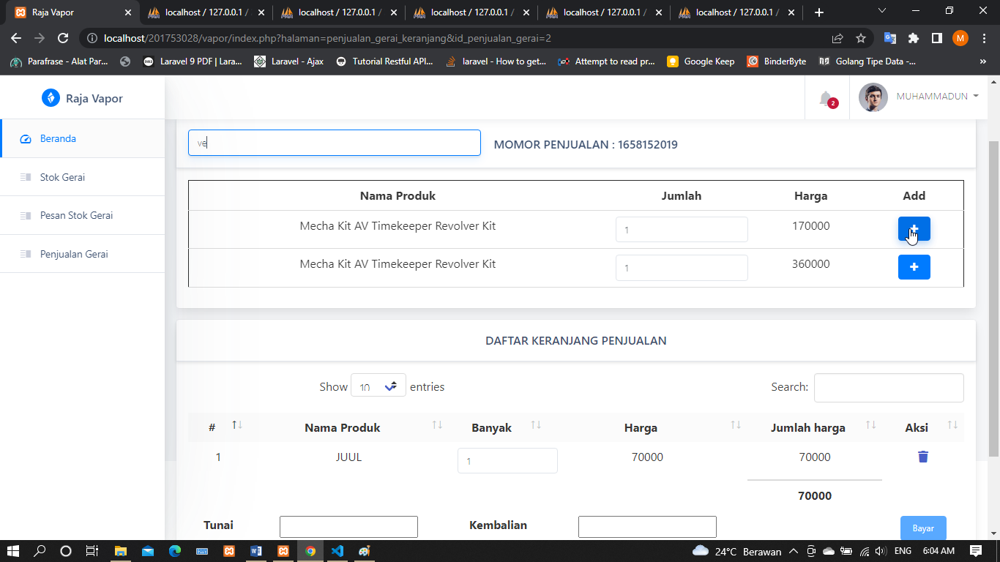 Raja Vapor
localhost / 127.0.0.1 /
localhost / 127.0.0.1 /
localhost / 127.0.0.1 /
localhost / 127.0.0.1 /
localhost / 127.0.0.1 /
localhost/201753028/vapor/index.php?halaman=penjualan_gerai_keranjang&id_penjualan_gerai=2
M
Parafrase - Alat Par...
Laravel 9 PDF | Lara...
Laravel - Ajax
Tutorial Restful API...
laravel - How to get...
Attempt to read pr...
Google Keep
BinderByte
Golang Tipe Data -...
»
Raja Vapor
2
MUHAMMADUN
Beranda
Stok Gerai
Pesan Stok Gerai
Penjualan Gerai
ve
MOMOR PENJUALAN : 1658152019
Nama Produk Jumlah Harga Add
Mecha Kit AV Timekeeper Revolver Kit 1 170000 +
Mecha Kit AV Timekeeper Revolver Kit 1 360000 +
DAFTAR KERANJANG PENJUALAN
Show 10 entries Search:
# Nama Produk Banyak Harga Jumlah harga Aksi
1 JUUL 1 70000 70000
70000
Tunai Kembalian Bayar
24°C Berawan ENG 6:04 AM